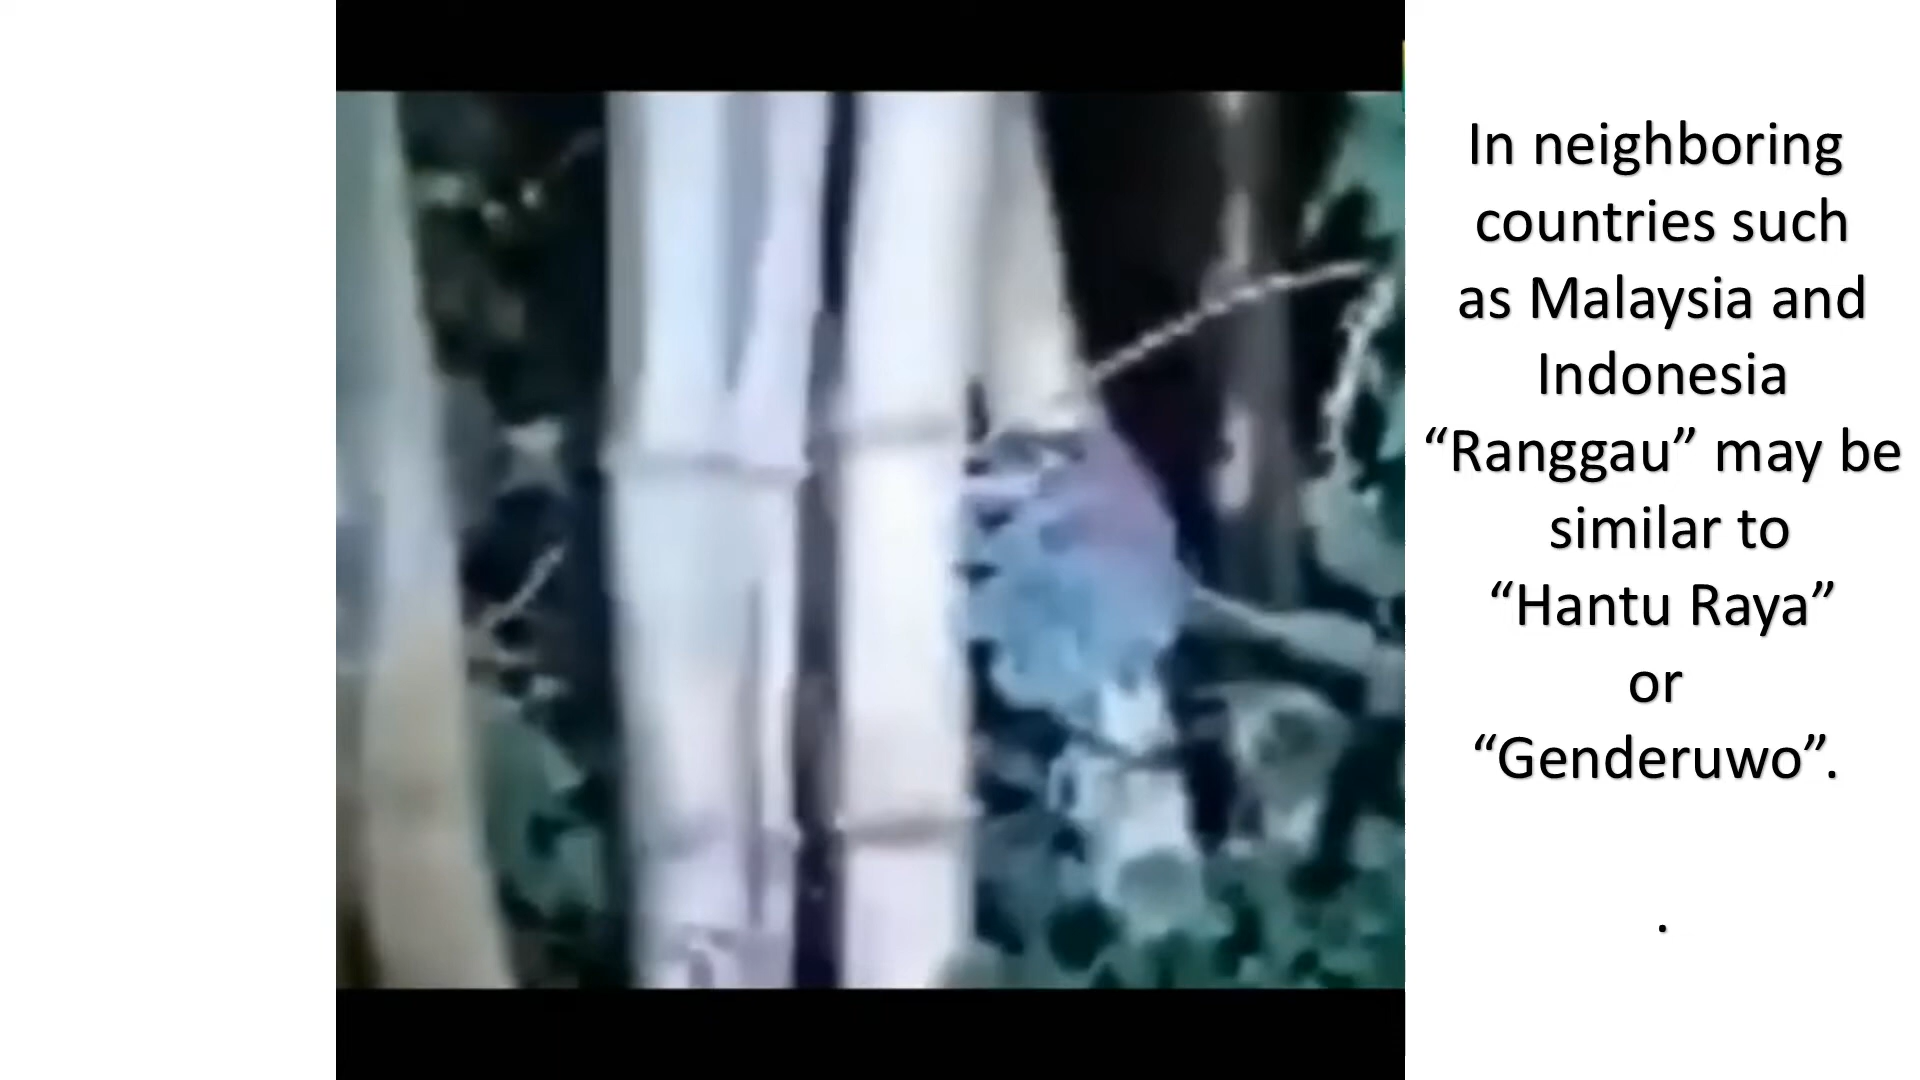 In neighboring
countries such
as Malaysia and
Indonesia
“Ranggau” may be
similar to
“Hantu Raya”
or
“Genderuwo”.
.